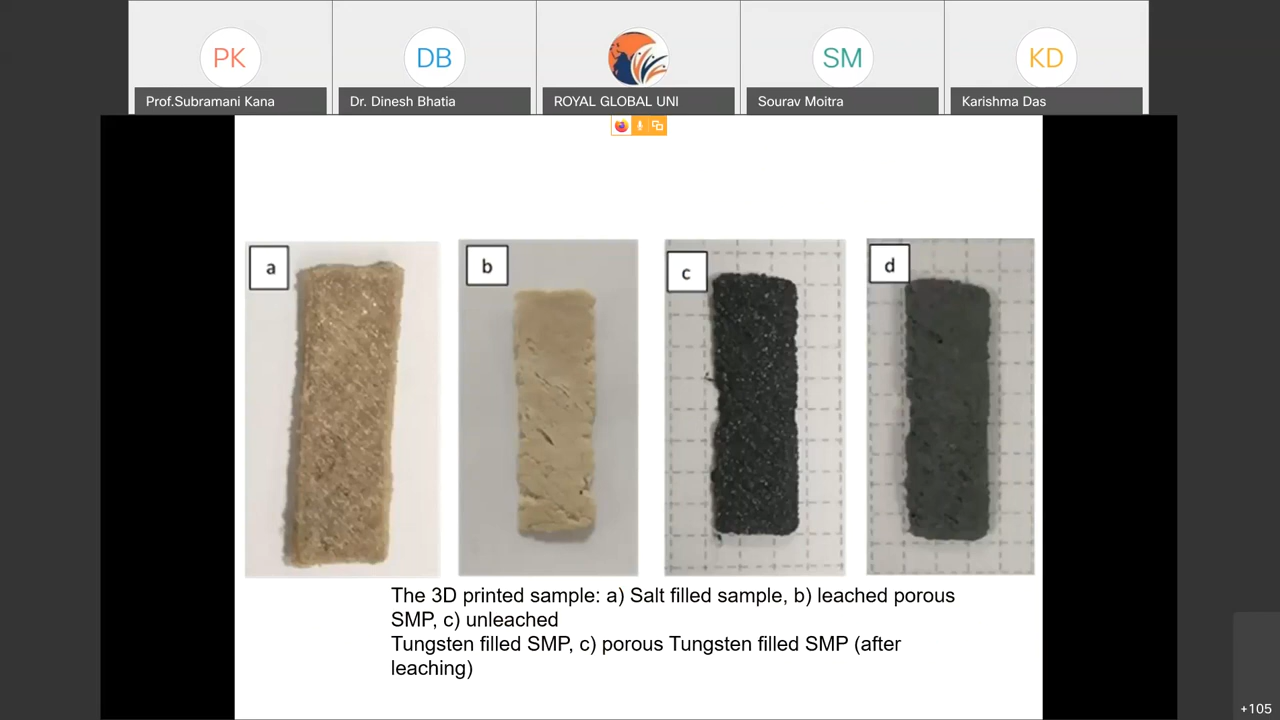 PK
DB
SM
KD
Prof.Subramani Kana
Dr. Dinesh Bhatia
ROYAL GLOBAL UNI
Sourav Moitra
Karishma Das
a
b
c
d
The 3D printed sample: a) Salt filled sample, b) leached porous
SMP, c) unleached
Tungsten filled SMP, c) porous Tungsten filled SMP (after
leaching)
+105